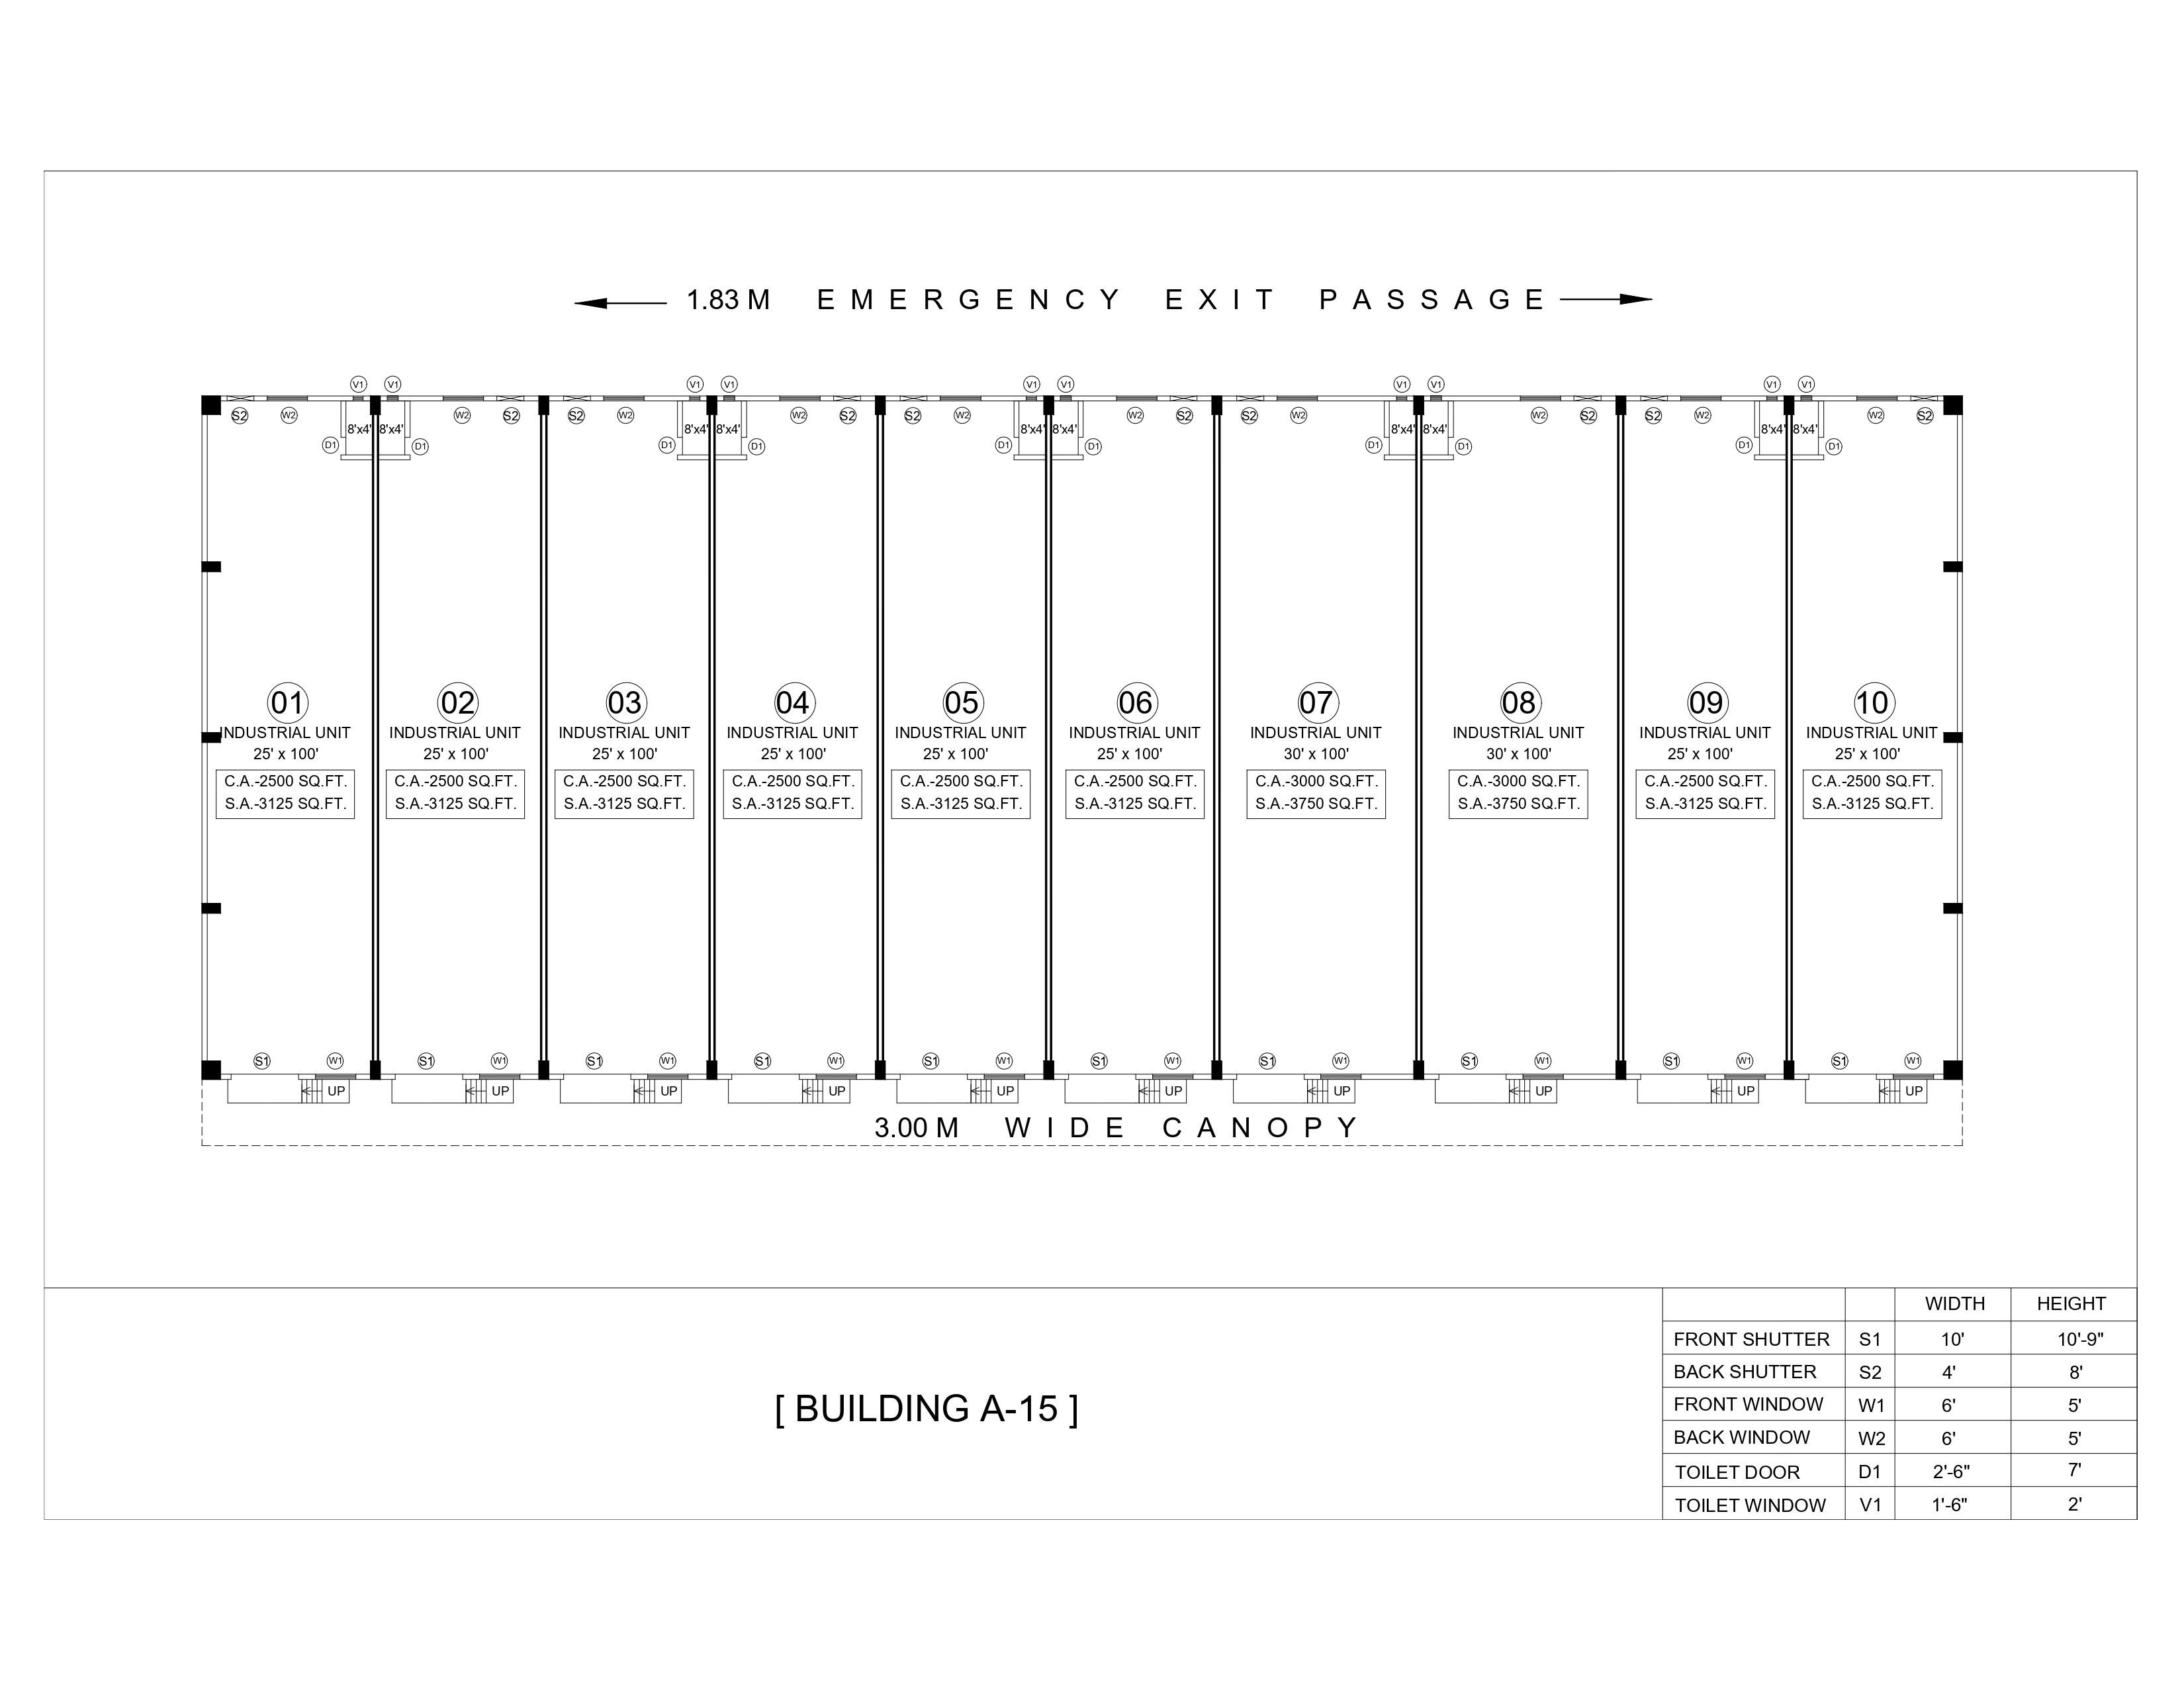 1.83 M EMERGENCY EXIT PASSAGE
V1 V1 V1 V1 V1 V1 V1 V1 V1 V1
S2 W2 W2 S2 S2 W2 W2 S2 S2 W2 W2 S2 S2 W2 W2 S2 S2 W2 W2 S2
8'x4' 8'x4' 8'x4' 8'x4' 8'x4' 8'x4' 8'x4' 8'x4' 8'x4' 8'x4'
D1 D1 D1 D1 D1 D1 D1 D1 D1 D1
01
INDUSTRIAL UNIT
25' x 100'
C.A.-2500 SQ.FT.
S.A.-3125 SQ.FT.
02
INDUSTRIAL UNIT
25' x 100'
C.A.-2500 SQ.FT.
S.A.-3125 SQ.FT.
03
INDUSTRIAL UNIT
25' x 100'
C.A.-2500 SQ.FT.
S.A.-3125 SQ.FT.
04
INDUSTRIAL UNIT
25' x 100'
C.A.-2500 SQ.FT.
S.A.-3125 SQ.FT.
05
INDUSTRIAL UNIT
25' x 100'
C.A.-2500 SQ.FT.
S.A.-3125 SQ.FT.
06
INDUSTRIAL UNIT
25' x 100'
C.A.-2500 SQ.FT.
S.A.-3125 SQ.FT.
07
INDUSTRIAL UNIT
30' x 100'
C.A.-3000 SQ.FT.
S.A.-3750 SQ.FT.
08
INDUSTRIAL UNIT
30' x 100'
C.A.-3000 SQ.FT.
S.A.-3750 SQ.FT.
09
INDUSTRIAL UNIT
25' x 100'
C.A.-2500 SQ.FT.
S.A.-3125 SQ.FT.
10
INDUSTRIAL UNIT
25' x 100'
C.A.-2500 SQ.FT.
S.A.-3125 SQ.FT.
S1 W1 S1 W1 S1 W1 S1 W1 S1 W1 S1 W1 S1 W1 S1 W1 S1 W1 S1 W1
UP UP UP UP UP UP UP UP UP UP
3.00 M WIDE CANOPY
[ BUILDING A-15 ]
WIDTH HEIGHT
FRONT SHUTTER S1 10' 10'-9"
BACK SHUTTER S2 4' 8'
FRONT WINDOW W1 6' 5'
BACK WINDOW W2 6' 5'
TOILET DOOR D1 2'-6" 7'
TOILET WINDOW V1 1'-6" 2'